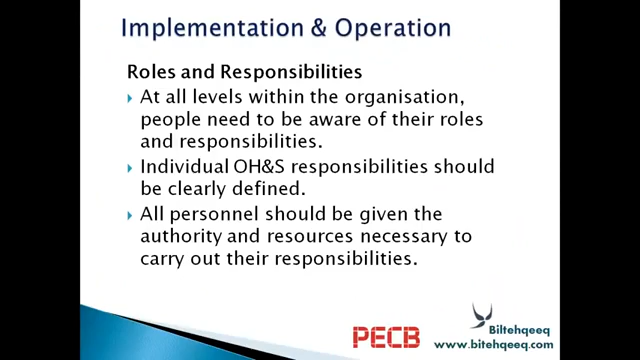 Implementation & Operation
Roles and Responsibilities
At all levels within the organisation,
people need to be aware of their roles
and responsibilities.
Individual OH&S responsibilities should
be clearly defined.
All personnel should be given the
authority and resources necessary to
carry out their responsibilities.
PECB
Biltehqeeq
www.bitehqeeq.com